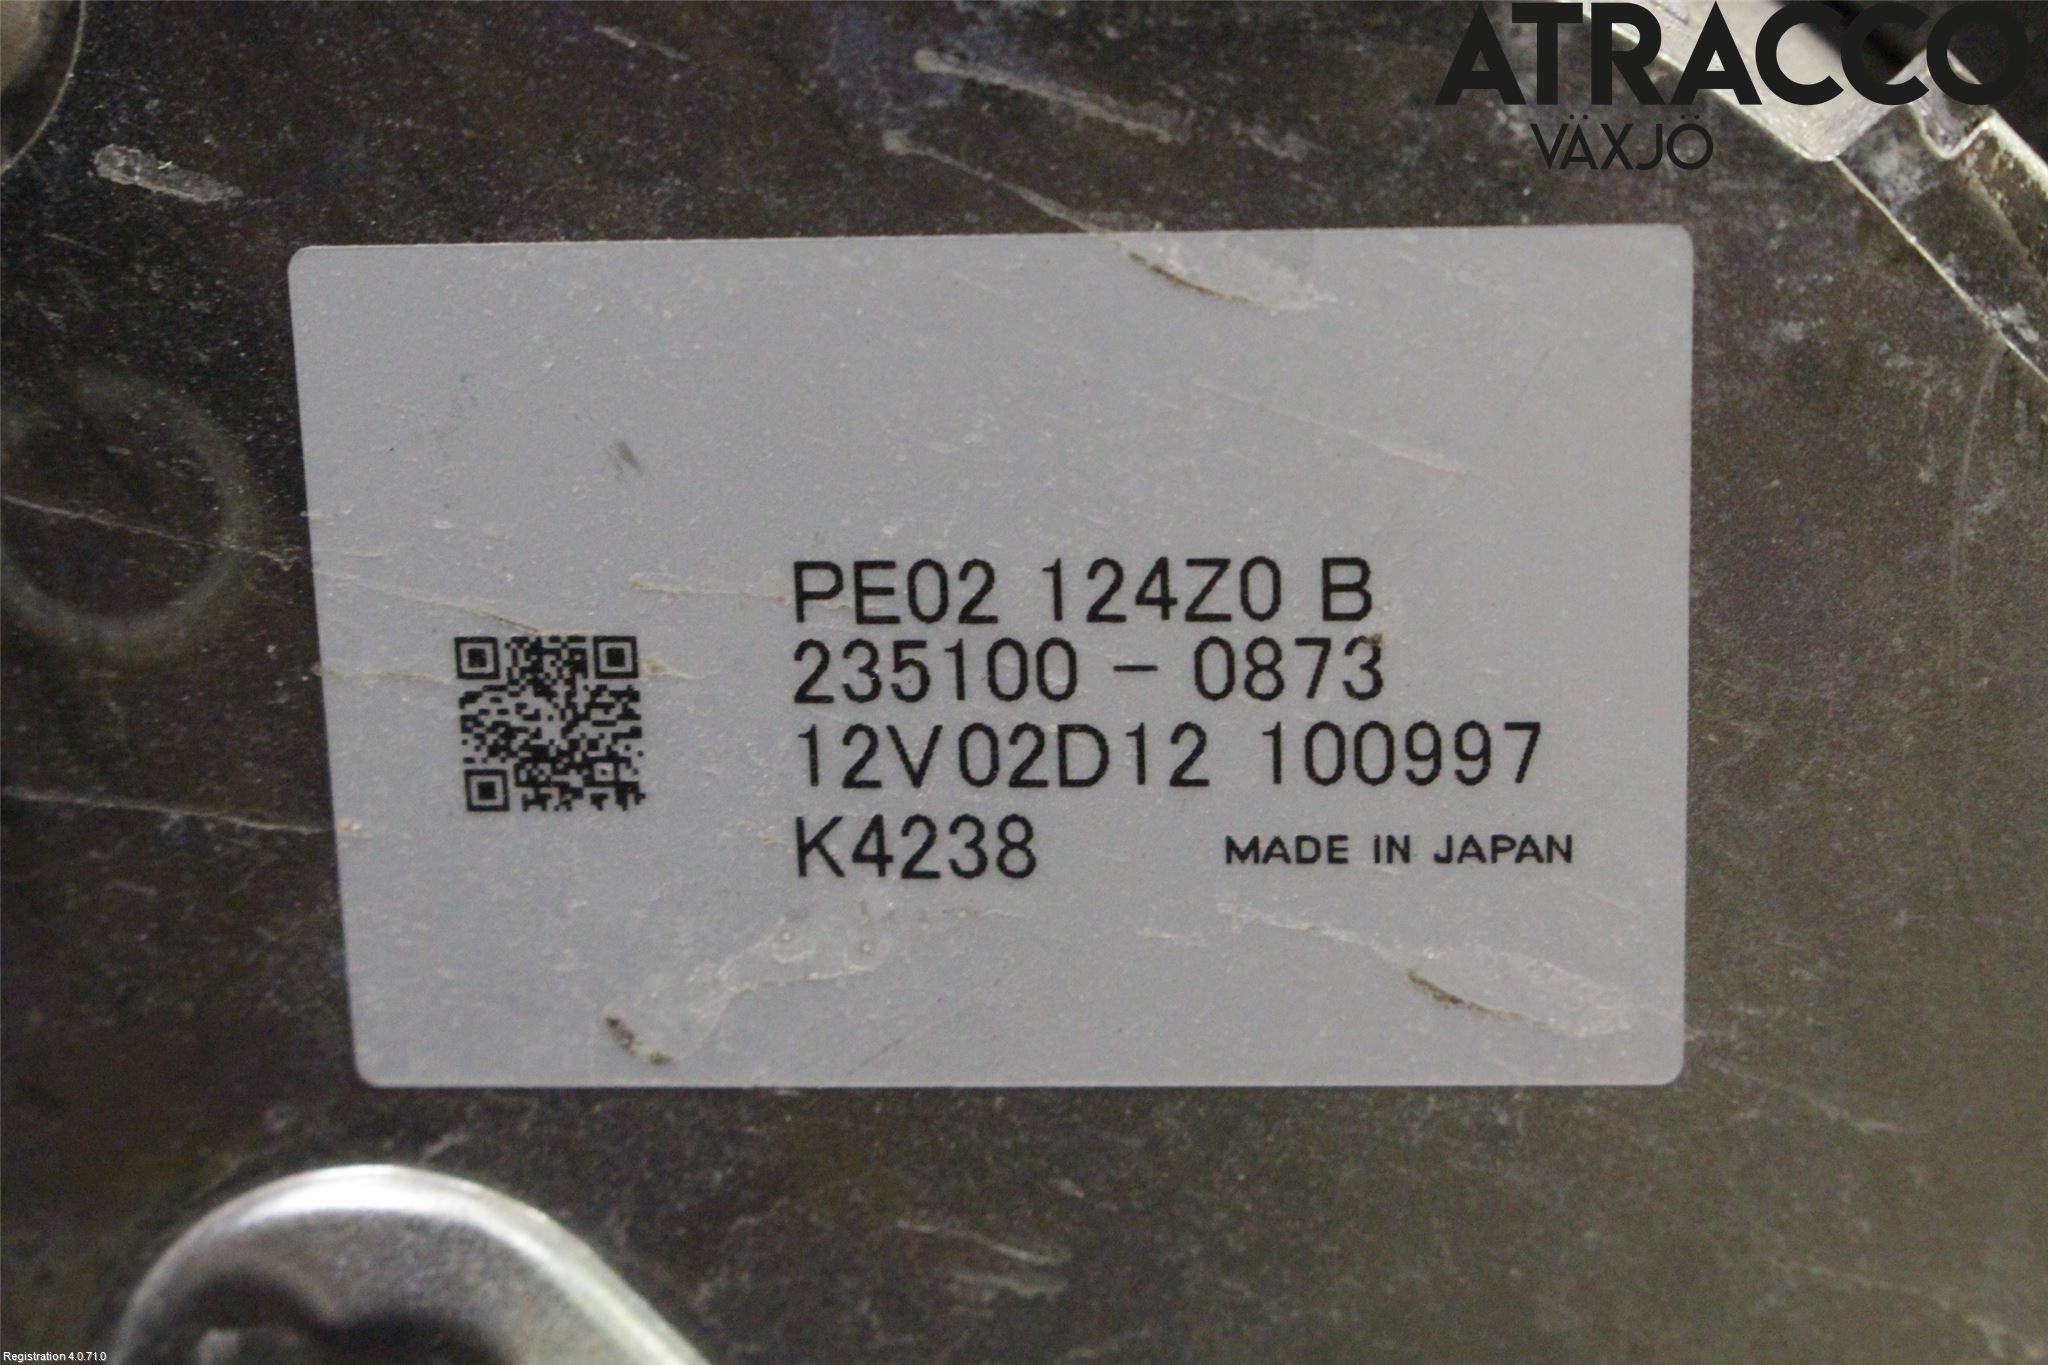 ATRACCO
VÄXJÖ
PE02 124Z0 B
235100-0873
12V02D12 100997
K4238 MADE IN JAPAN
Registration 4.0.71.0